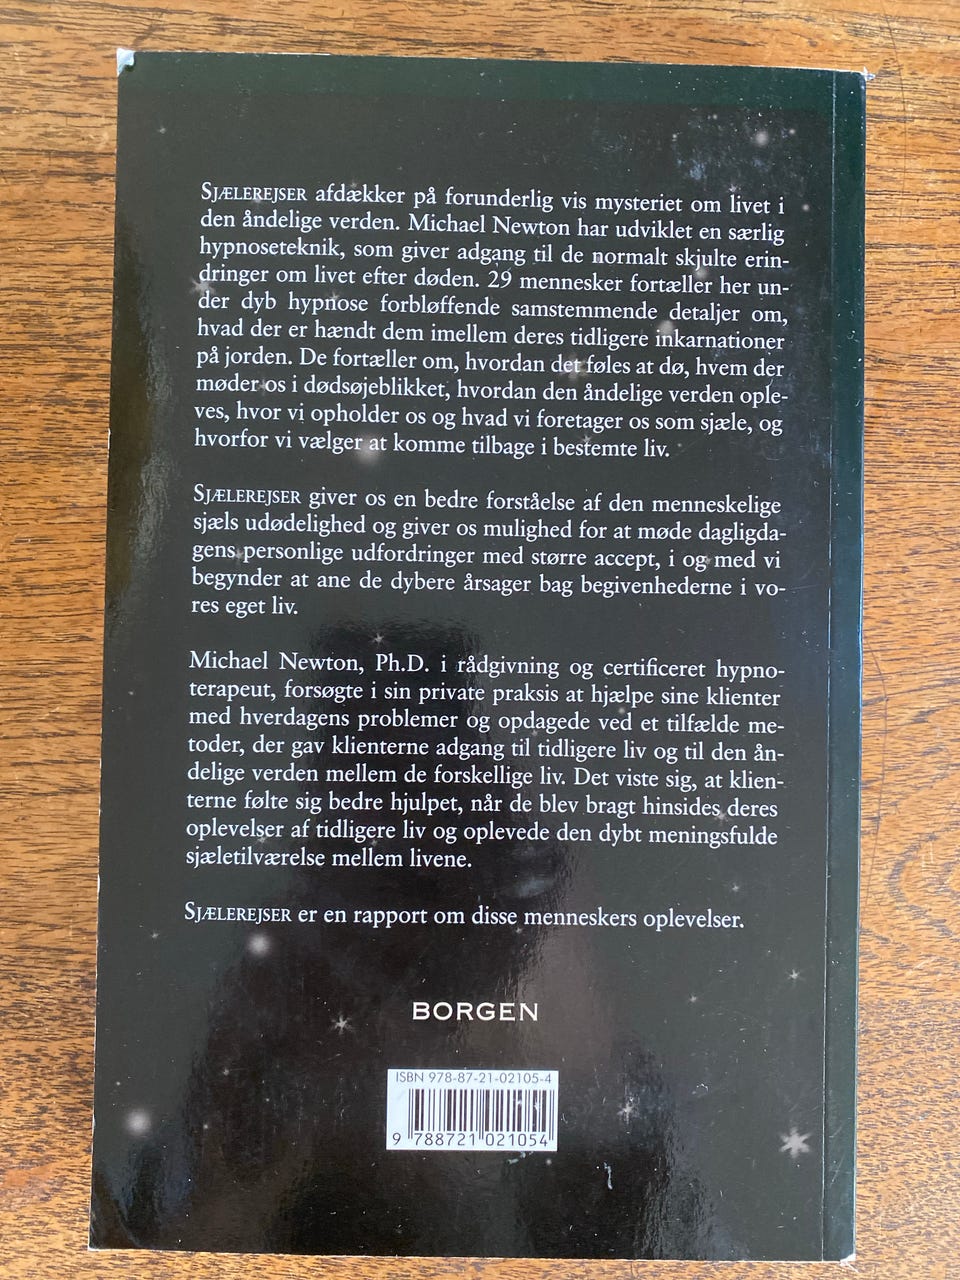 SJÆLEREJSER afdækker på forunderlig vis mysteriet om livet i
den åndelige verden. Michael Newton har udviklet en særlig
hypnoseteknik, som giver adgang til de normalt skjulte erin-
dringer om livet efter døden. 29 mennesker fortæller her un-
der dyb hypnose forbløffende samstemmende detaljer om,
hvad der er hændt dem imellem deres tidligere inkarnationer
på jorden. De fortæller om, hvordan det føles at dø, hvem der
møder os i dødsøjeblikket, hvordan den åndelige verden ople-
ves, hvor vi opholder os og hvad vi foretager os som sjæle, og
hvorfor vi vælger at komme tilbage i bestemte liv.
SJÆLEREJSER giver os en bedre forståelse af den menneskelige
sjæls udødelighed og giver os mulighed for at møde dagligda-
gens personlige udfordringer med større accept, i og med vi
begynder at ane de dybere årsager bag begivenhederne i vo-
res eget liv.
Michael Newton, Ph.D. i rådgivning og certificeret hypno-
terapeut, forsøgte i sin private praksis at hjælpe sine klienter
med hverdagens problemer og opdagede ved et tilfælde me-
toder, der gav klienterne adgang til tidligere liv og til den ån-
delige verden mellem de forskellige liv. Det viste sig, at klien-
terne følte sig bedre hjulpet, når de blev bragt hinsides deres
oplevelser af tidligere liv og oplevede den dybt meningsfulde
sjæletilværelse mellem livene.
SJÆLEREJSER er en rapport om disse menneskers oplevelser.
BORGEN
ISBN 978-87-21-02105-4
9 788721 021054